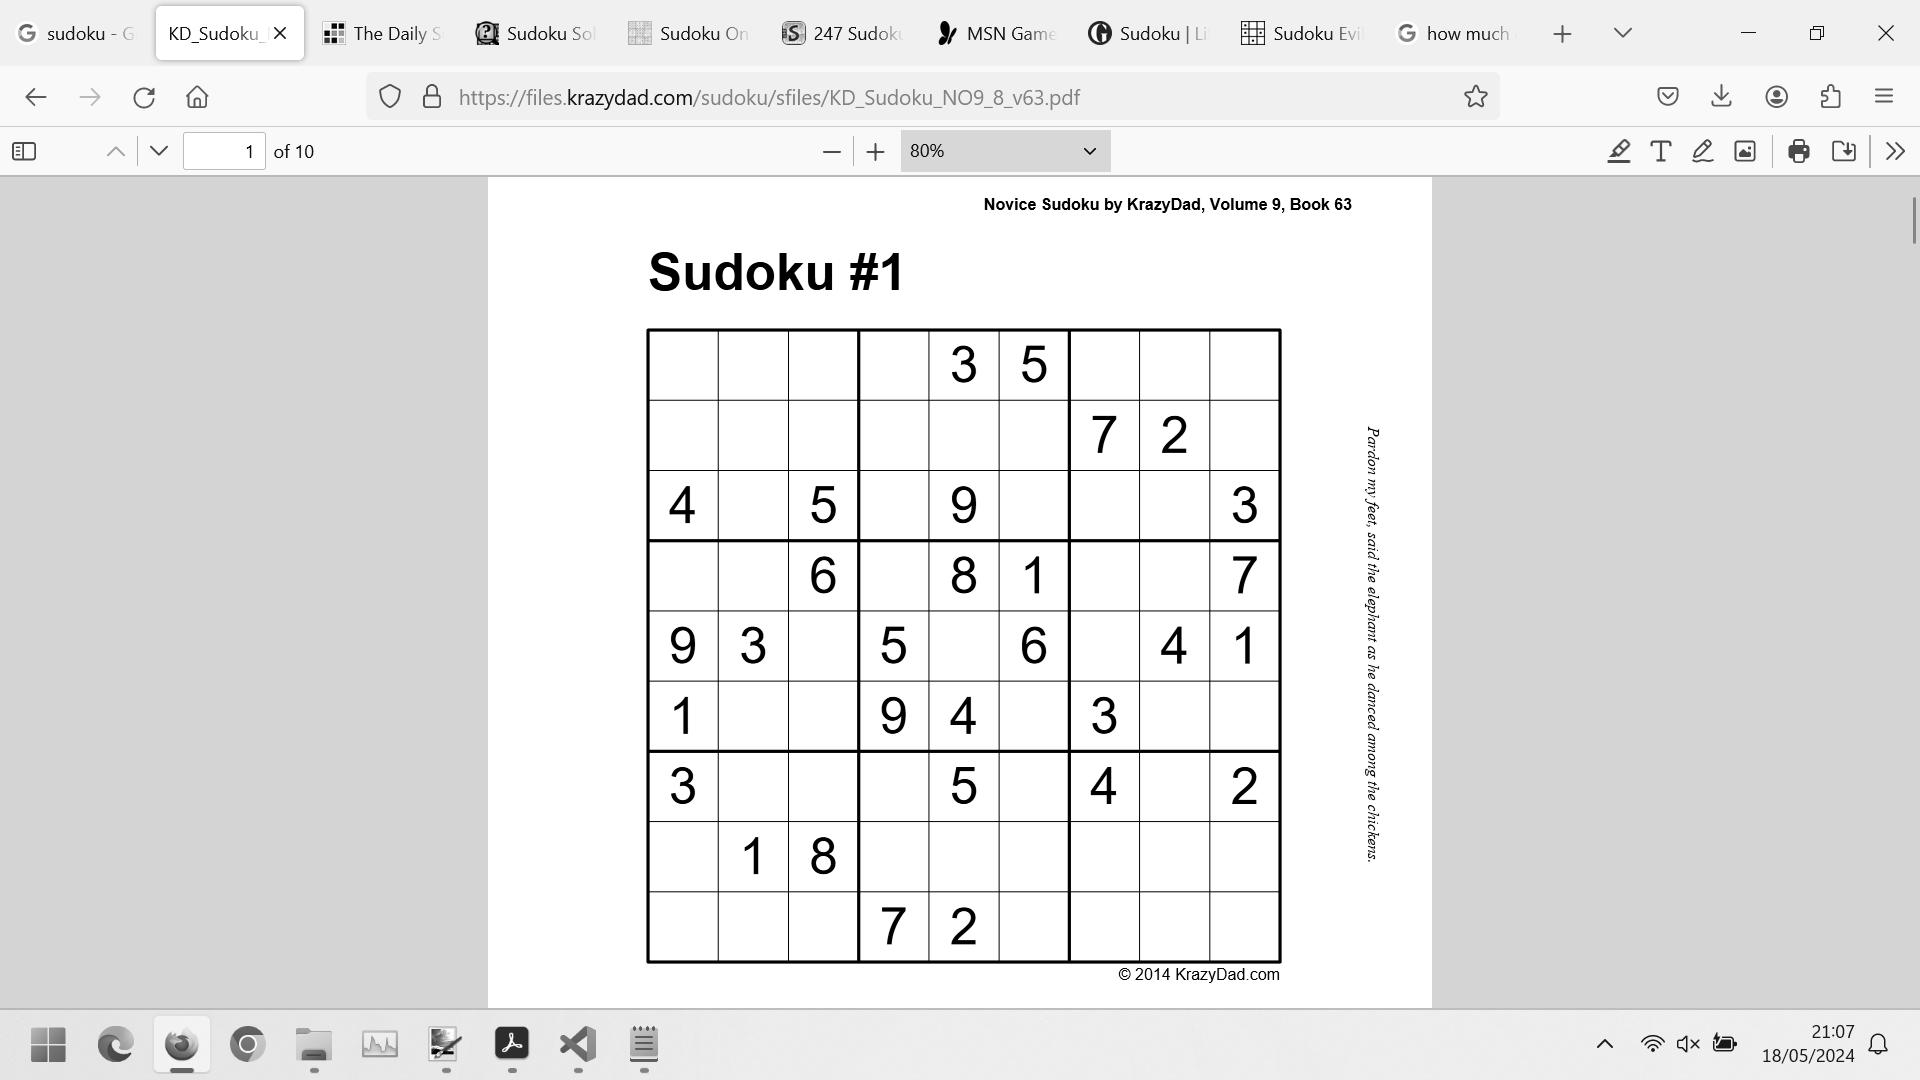 sudoku - G
KD_Sudoku_
The Daily S
Sudoku Sol
Sudoku On
247 Sudoku
MSN Game
Sudoku | Li
Sudoku Evil
how much
https://files.krazydad.com/sudoku/sfiles/KD_Sudoku_NO9_8_v63.pdf
1 of 10
80%
Novice Sudoku by KrazyDad, Volume 9, Book 63
Sudoku #1
3 5
7 2
4 5 9 3
6 8 1 7
9 3 5 6 4 1
1 9 4 3
3 5 4 2
1 8
7 2
Pardon my feet, said the elephant as he danced among the chickens.
© 2014 KrazyDad.com
21:07
18/05/2024